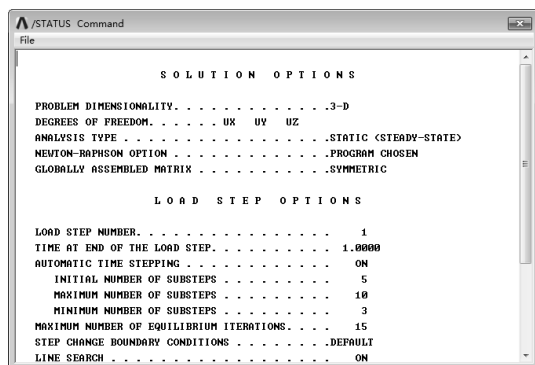 /STATUS Command
File
S O L U T I O N   O P T I O N S
PROBLEM DIMENSIONALITY. . . . . . . . . . . . .3-D
DEGREES OF FREEDOM. . . . . . UX   UY   UZ
ANALYSIS TYPE . . . . . . . . . . . . . . . . .STATIC <STEADY-STATE>
NEWTON-RAPHSON OPTION . . . . . . . . . . . . .PROGRAM CHOSEN
GLOBALLY ASSEMBLED MATRIX . . . . . . . . . . .SYMMETRIC
L O A D   S T E P   O P T I O N S
LOAD STEP NUMBER. . . . . . . . . . . . . . . .     1
TIME AT END OF THE LOAD STEP. . . . . . . . . .  1.0000
AUTOMATIC TIME STEPPING . . . . . . . . . . . .    ON
INITIAL NUMBER OF SUBSTEPS . . . . . . . . .     5
MAXIMUM NUMBER OF SUBSTEPS . . . . . . . . .    10
MINIMUM NUMBER OF SUBSTEPS . . . . . . . . .     3
MAXIMUM NUMBER OF EQUILIBRIUM ITERATIONS. . . .    15
STEP CHANGE BOUNDARY CONDITIONS . . . . . . . .DEFAULT
LINE SEARCH . . . . . . . . . . . . . . . . . .    ON